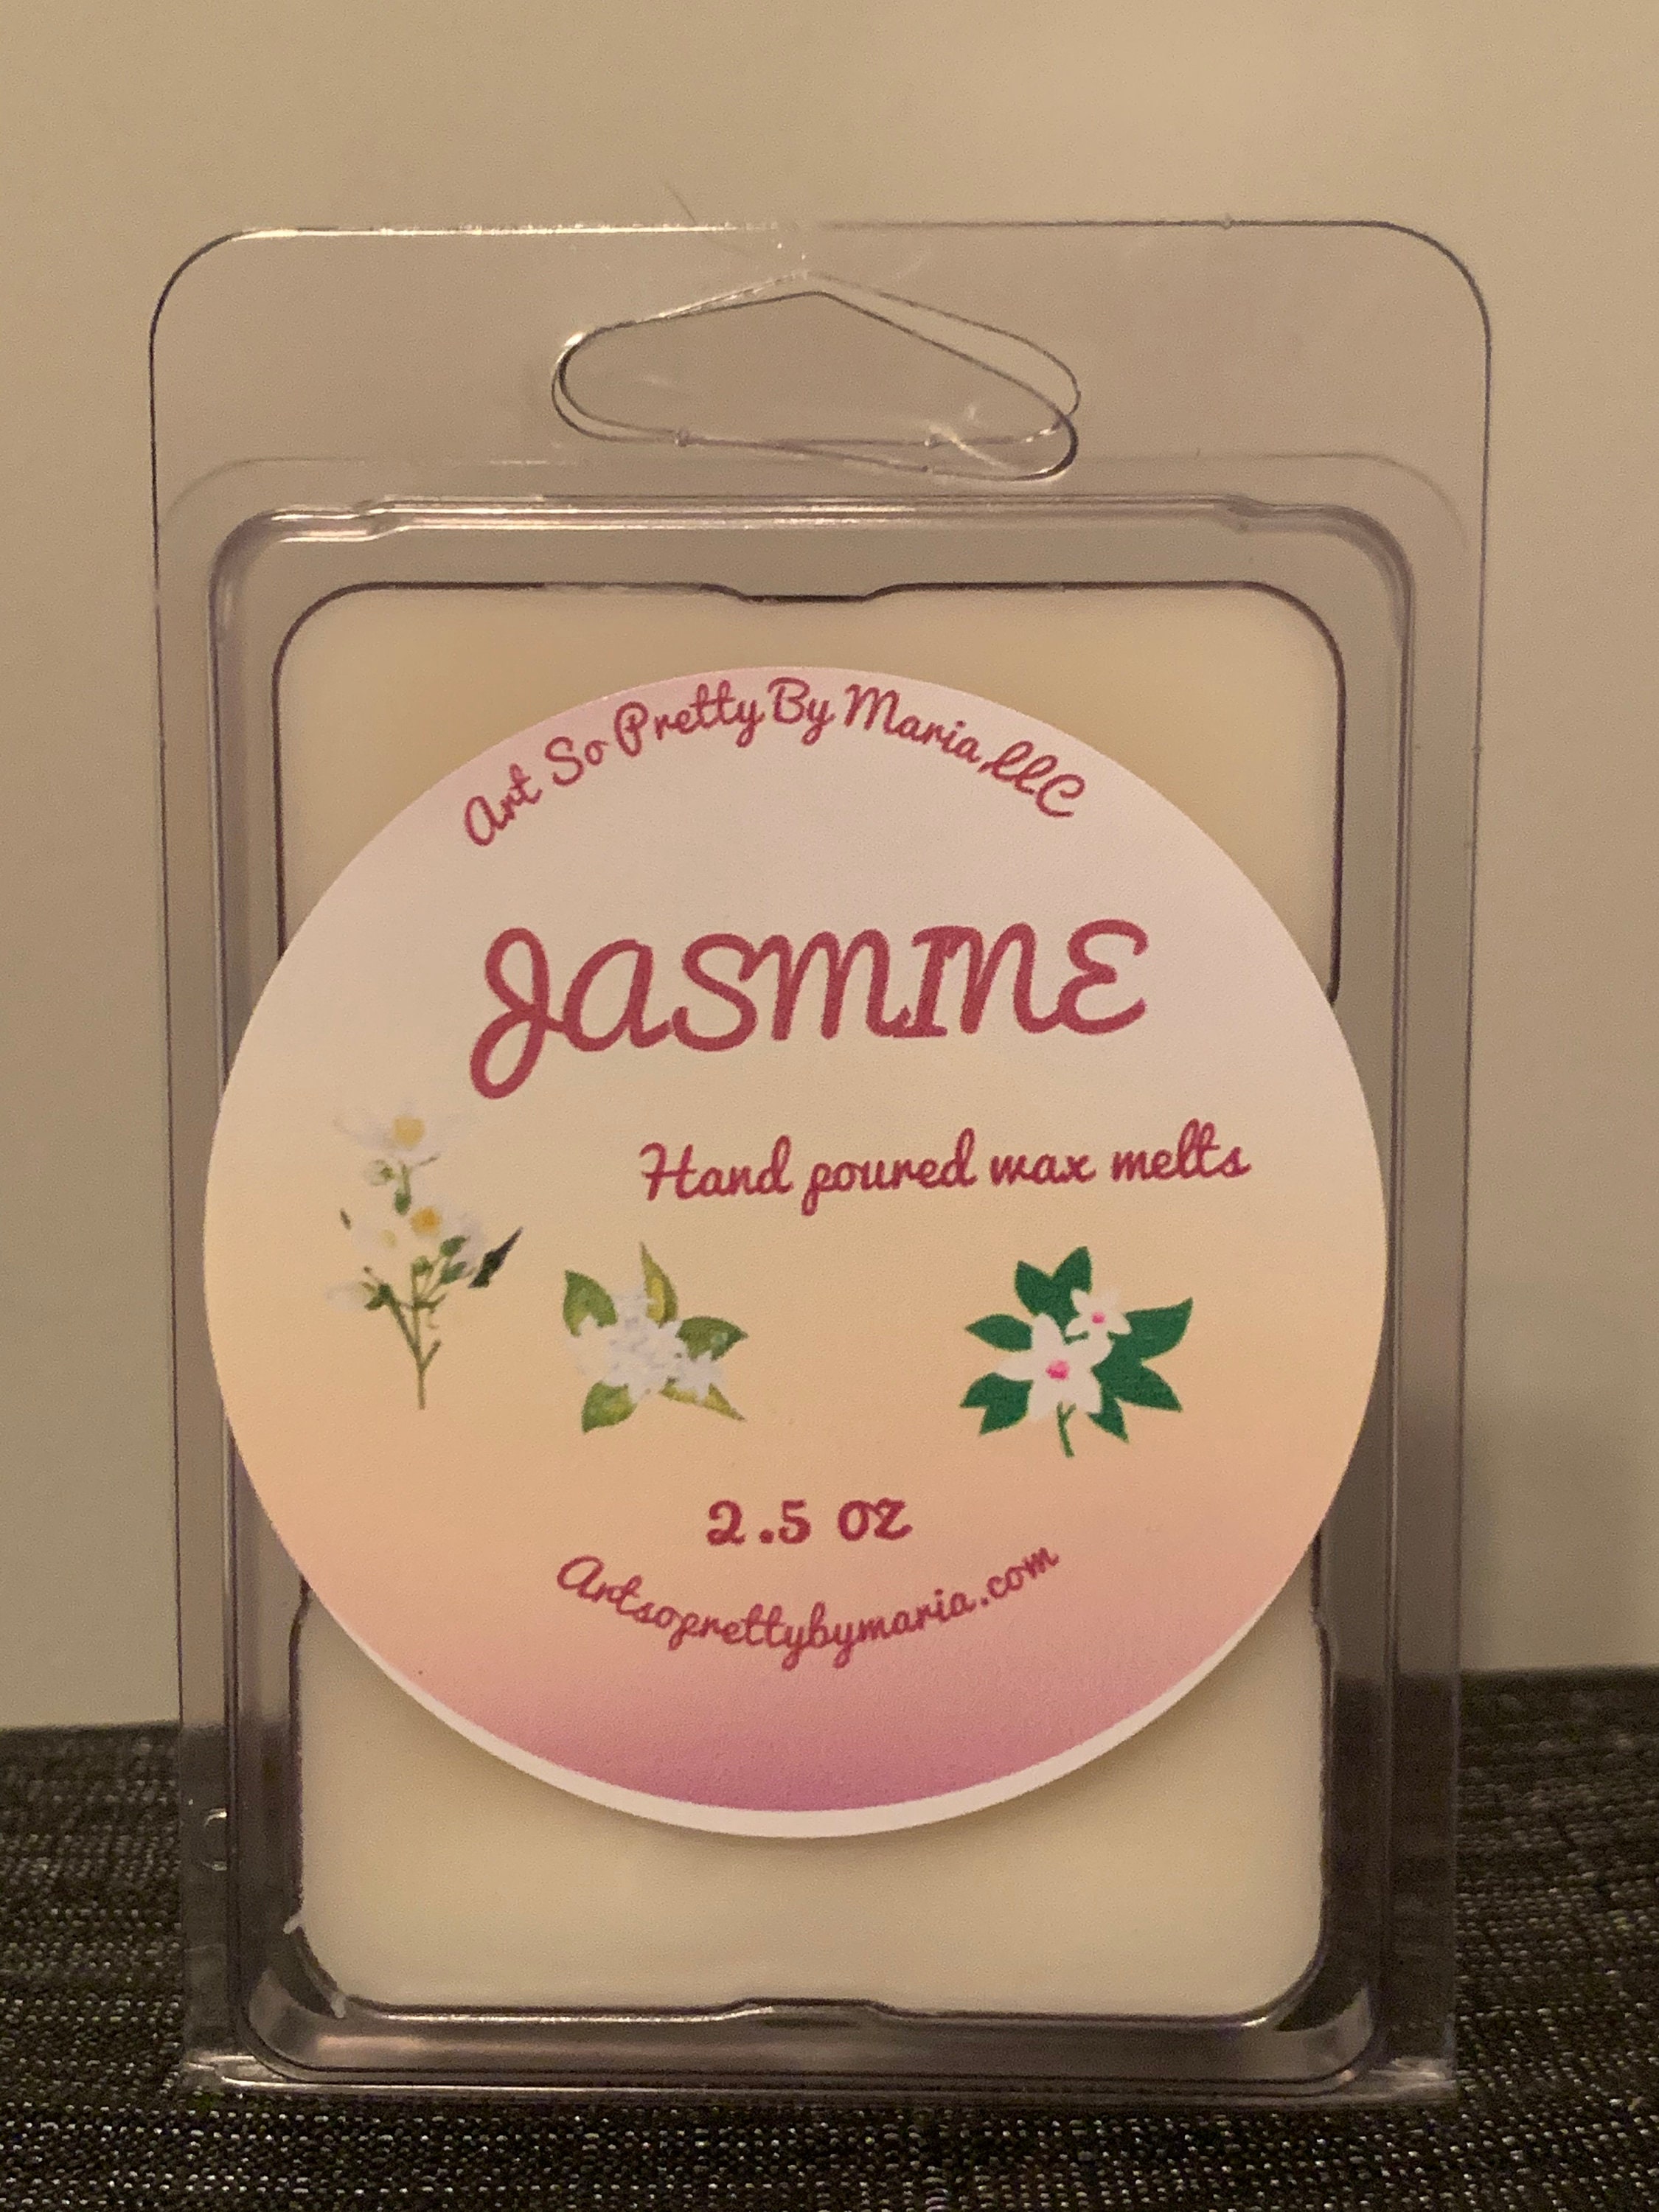 Art So Pretty By Maria, LLC
JASMINE
Hand poured wax melts
2.5 oz
Artsoprettybymaria.com